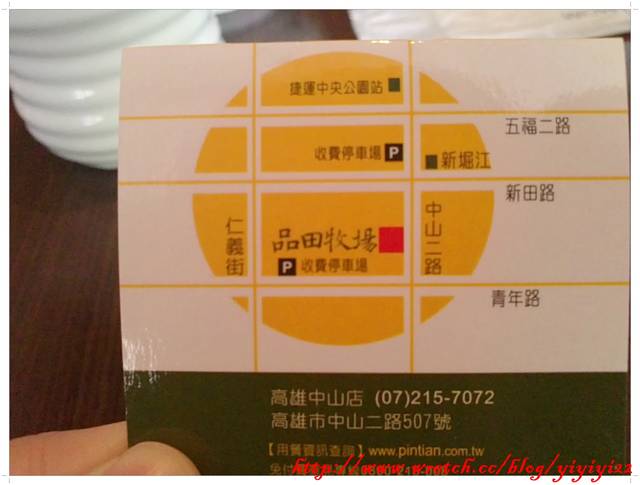 捷運中央公園站
五福二路
收費停車場 P
新堀江
新田路
仁義街
品田牧場
中山二路
P 收費停車場
青年路
高雄中山店 (07)215-7072
高雄市中山二路507號
【用餐資訊查詢】www.pintian.com.tw
http://www.wretch.cc/blog/yiyiyi22